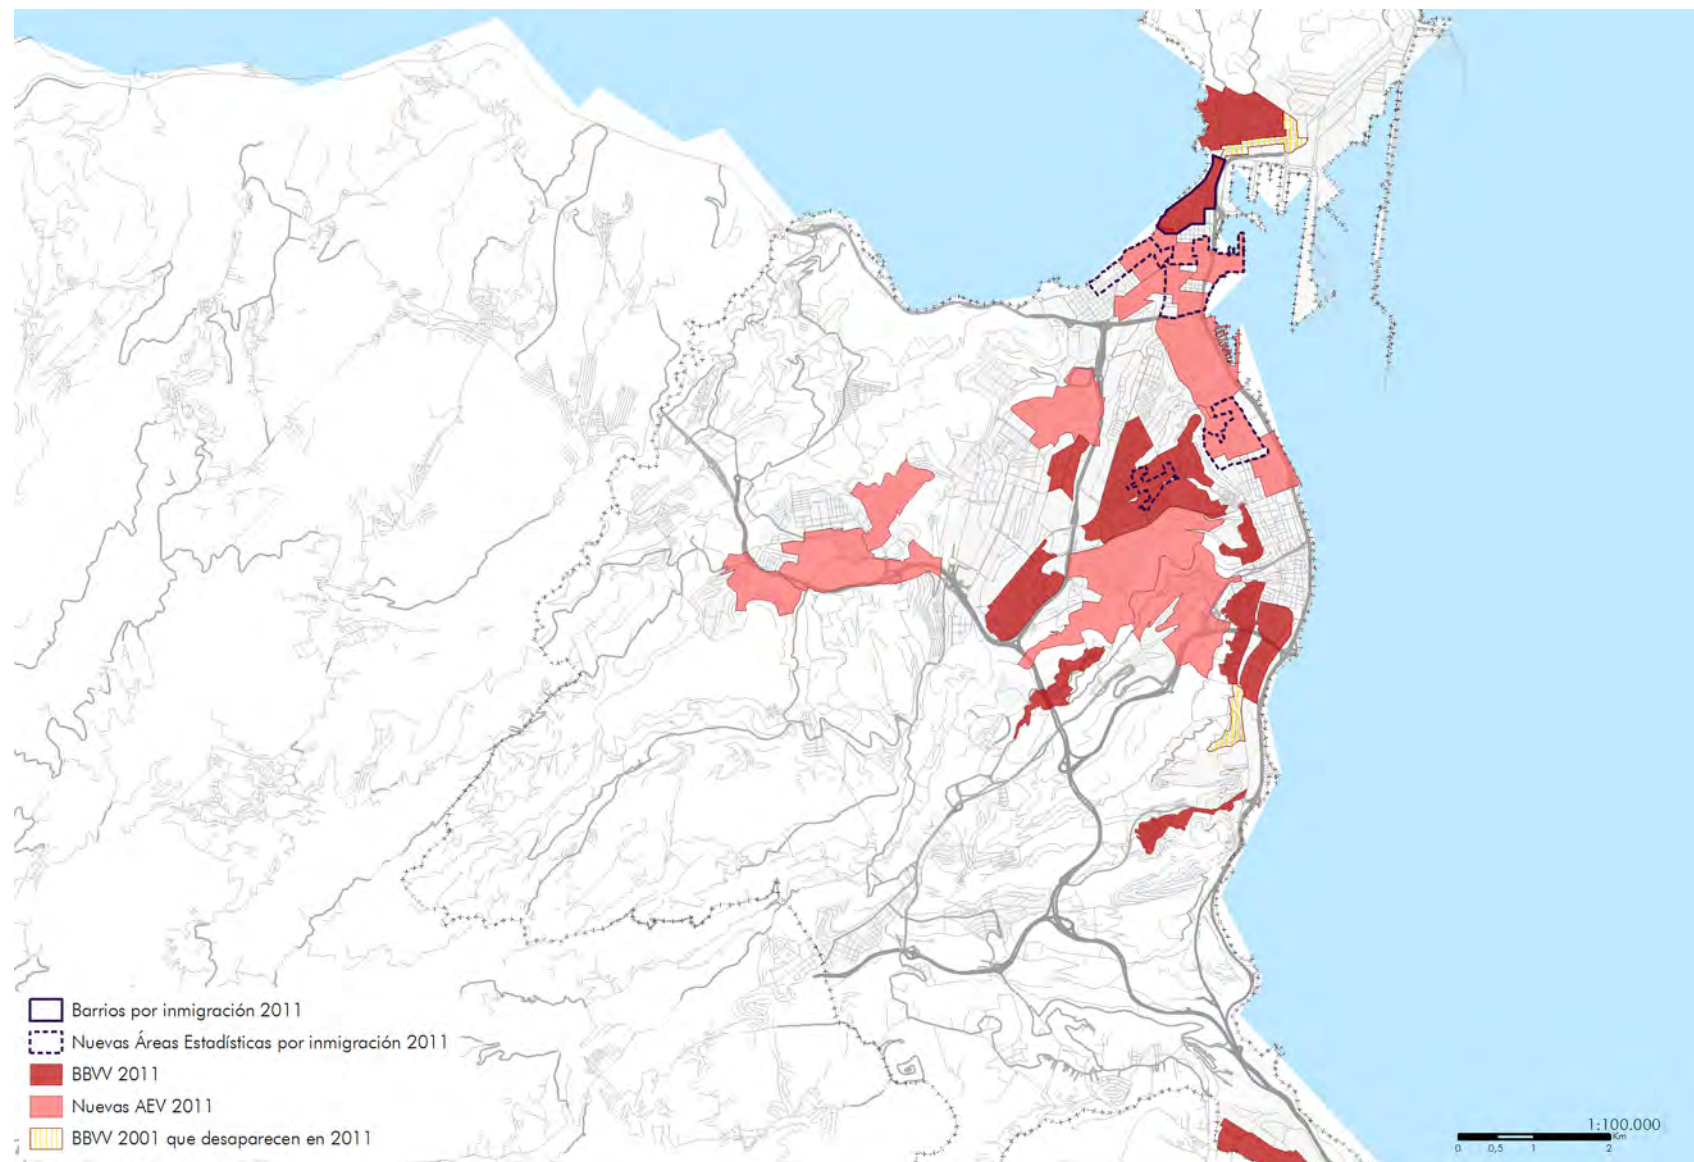 Barrios por inmigración 2011
Nuevas Áreas Estadísticas por inmigración 2011
BBVV 2011
Nuevas AEV 2011
BBVV 2001 que desaparecen en 2011
1:100.000
Km
0 0,5 1 2